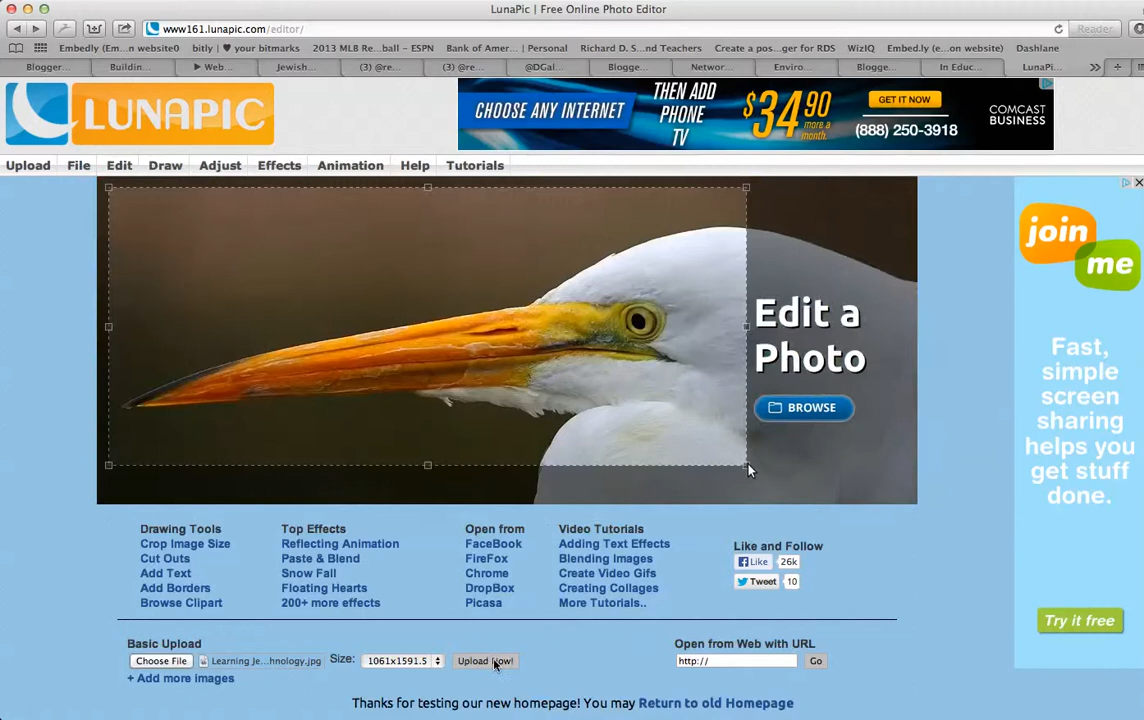 LunaPic | Free Online Photo Editor
www161.lunapic.com/editor/
Reader
Embedly (Em...n website0 bitly | ♥ your bitmarks 2013 MLB Re...ball – ESPN Bank of Amer... | Personal Richard D. S...nd Teachers Create a pos...ger for RDS WizIQ Embed.ly (e...on website) Dashlane
Blogger... Buildin... ▶ Web... Jewish... (3) @re... (3) @re... @DGal... Blogge... Networ... Enviro... Blogge... In Educ... LunaPi...
LUNAPIC
CHOOSE ANY INTERNET
THEN ADD
PHONE
TV
$34.90
more a
month.
GET IT NOW
(888) 250-3918
COMCAST
BUSINESS
Upload File Edit Draw Adjust Effects Animation Help Tutorials
Edit a
Photo
BROWSE
join
me
Fast,
simple
screen
sharing
helps you
get stuff
done.
Try it free
Drawing Tools
Crop Image Size
Cut Outs
Add Text
Add Borders
Browse Clipart
Top Effects
Reflecting Animation
Paste & Blend
Snow Fall
Floating Hearts
200+ more effects
Open from
FaceBook
FireFox
Chrome
DropBox
Picasa
Video Tutorials
Adding Text Effects
Blending Images
Create Video Gifs
Creating Collages
More Tutorials..
Like and Follow
Like 26k
Tweet 10
Basic Upload
Choose File Learning Je...hnology.jpg Size: 1061x1591.5 Upload Now!
+ Add more images
Open from Web with URL
http:// Go
Thanks for testing our new homepage! You may Return to old Homepage